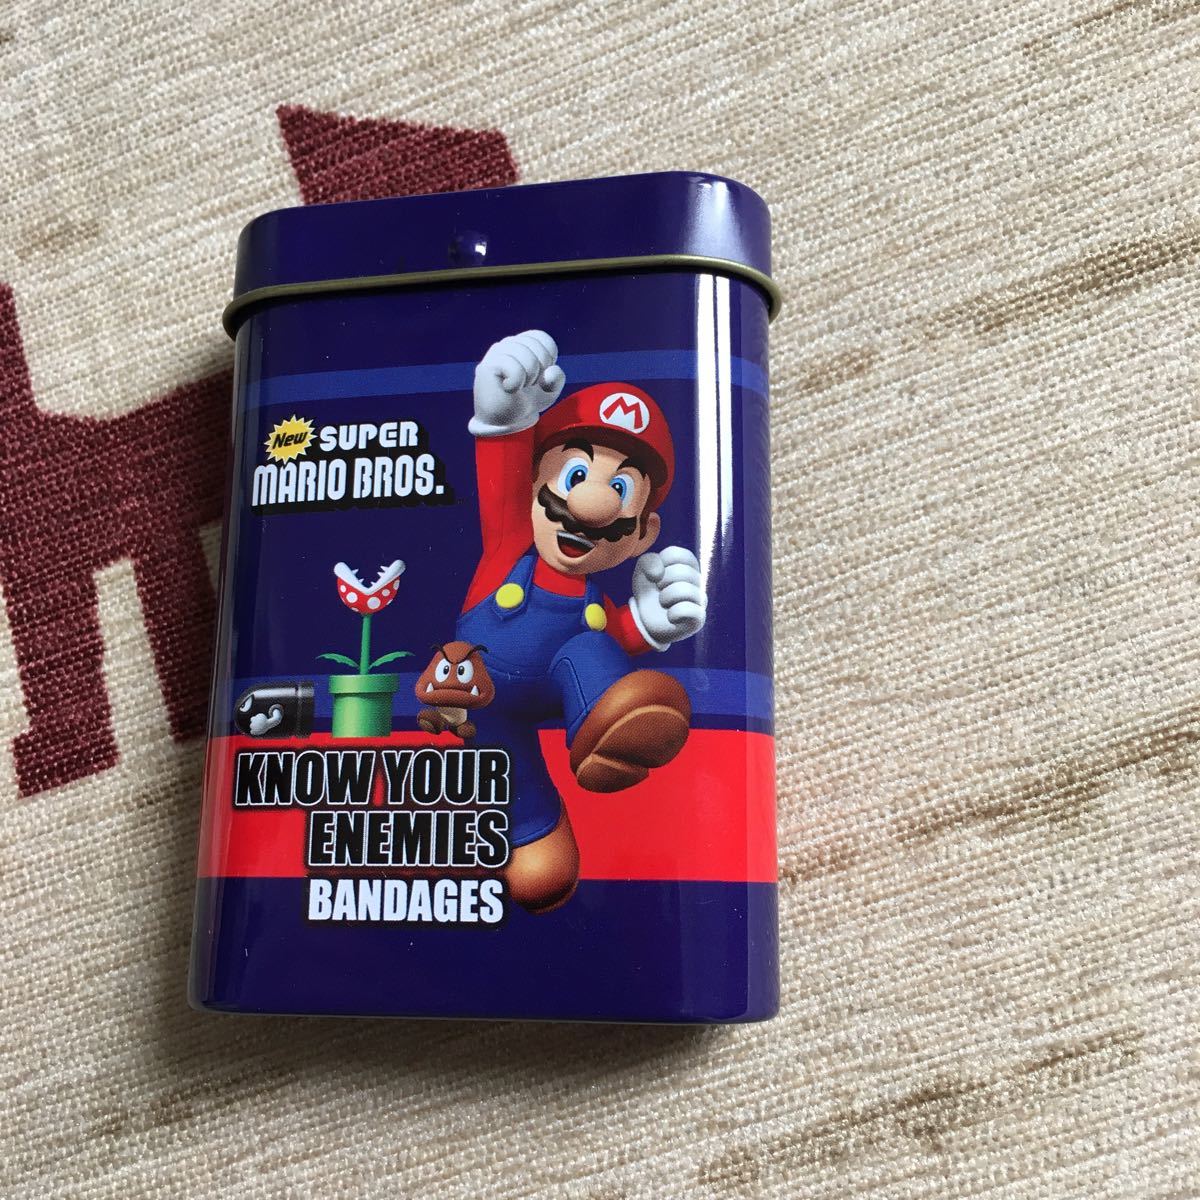 M
New SUPER
MARIO BROS.
KNOW YOUR
ENEMIES
BANDAGES